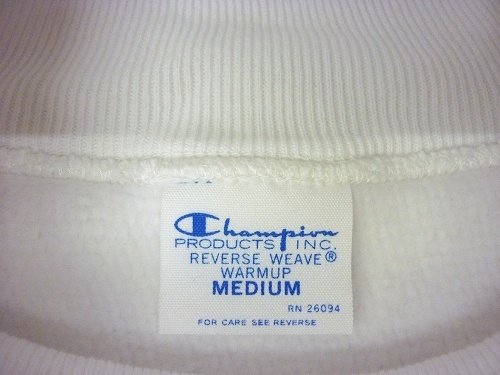 Champion
PRODUCTS INC.
REVERSE WEAVE®
WARMUP
MEDIUM
RN 26094
FOR CARE SEE REVERSE